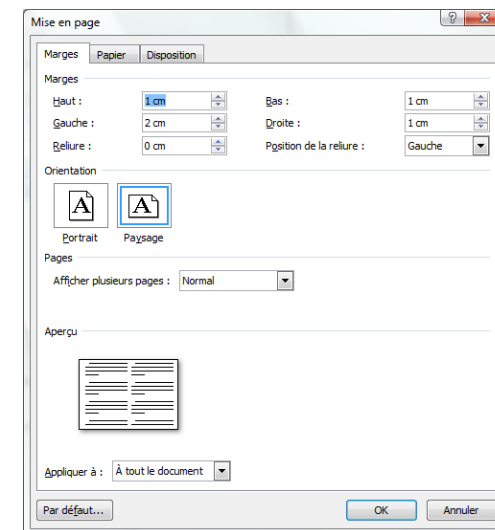 Mise en page
Marges Papier Disposition
Marges
Haut : 1 cm Bas : 1 cm
Gauche : 2 cm Droite : 1 cm
Reliure : 0 cm Position de la reliure : Gauche
Orientation
A A
Portrait Paysage
Pages
Afficher plusieurs pages : Normal
Aperçu
Appliquer à : À tout le document
Par défaut... OK Annuler